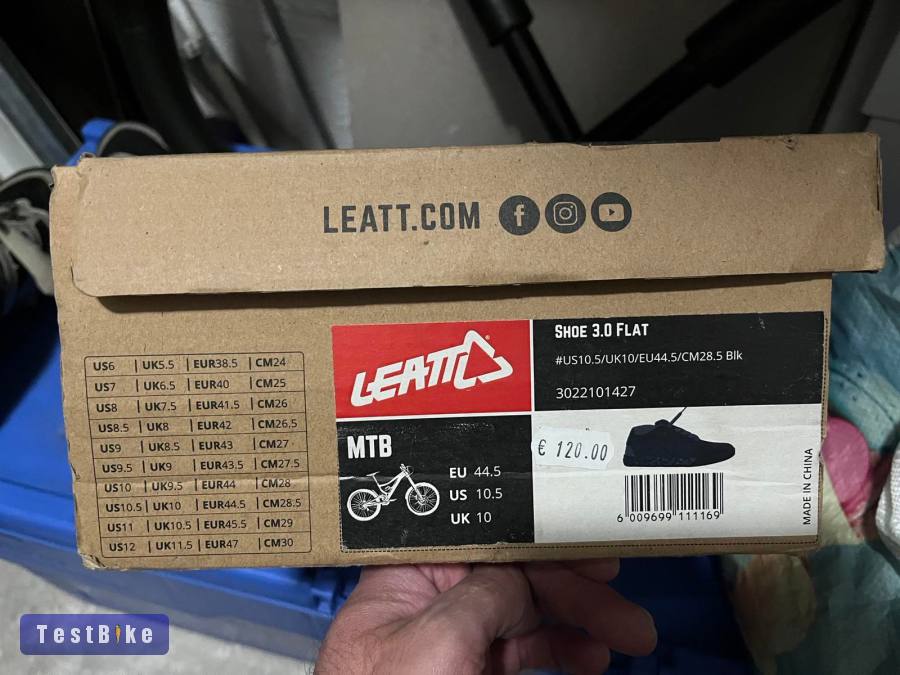 LEATT.COM
US6 | UK5.5 | EUR38.5 | CM24
US7 | UK6.5 | EUR40 | CM25
US8 | UK7.5 | EUR41.5 | CM26
US8.5 | UK8 | EUR42 | CM26.5
US9 | UK8.5 | EUR43 | CM27
US9.5 | UK9 | EUR43.5 | CM27.5
US10 | UK9.5 | EUR44 | CM28
US10.5 | UK10 | EUR44.5 | CM28.5
US11 | UK10.5 | EUR45.5 | CM29
US12 | UK11.5 | EUR47 | CM30
LEATT
MTB
EU 44.5
US 10.5
UK 10
SHOE 3.0 FLAT
#US10.5/UK10/EU44.5/CM28.5 Blk
3022101427
€ 120.00
6 009699 111169
MADE IN CHINA
TestBike